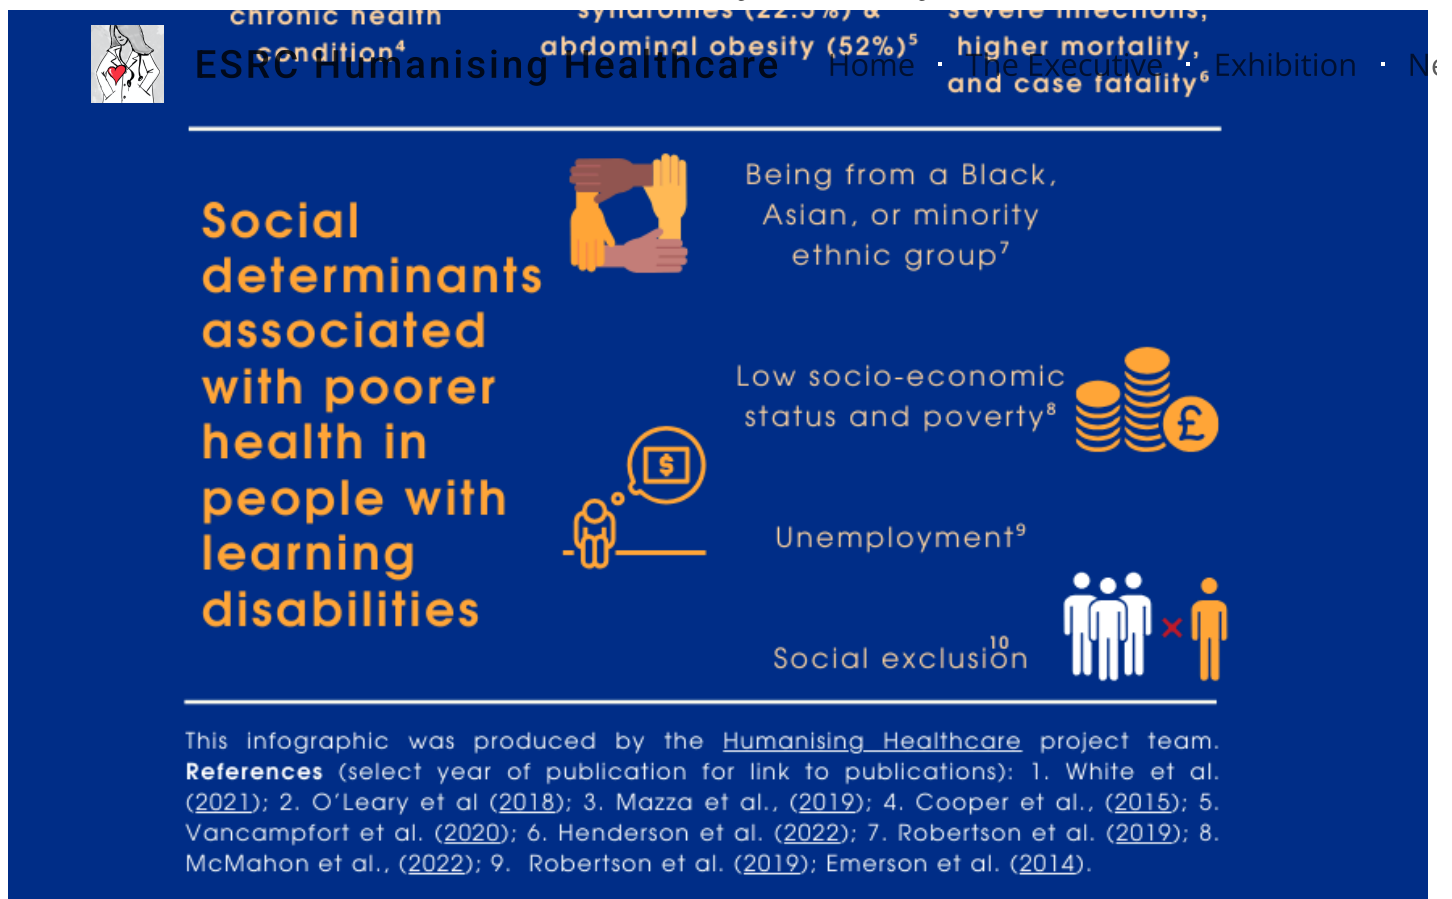 chronic health
condition⁴
syndromes (22.5%) &
abdominal obesity (52%)⁵
severe infections,
higher mortality,
and case fatality⁶
ESRC Humanising Healthcare
Home · The Executive · Exhibition · Ne
Social
determinants
associated
with poorer
health in
people with
learning
disabilities
Being from a Black,
Asian, or minority
ethnic group⁷
Low socio-economic
status and poverty⁸
£
$
Unemployment⁹
Social exclusion¹⁰
This infographic was produced by the Humanising Healthcare project team.
References (select year of publication for link to publications): 1. White et al.
(2021); 2. O'Leary et al (2018); 3. Mazza et al., (2019); 4. Cooper et al., (2015); 5.
Vancampfort et al. (2020); 6. Henderson et al. (2022); 7. Robertson et al. (2019); 8.
McMahon et al., (2022); 9. Robertson et al. (2019); Emerson et al. (2014).